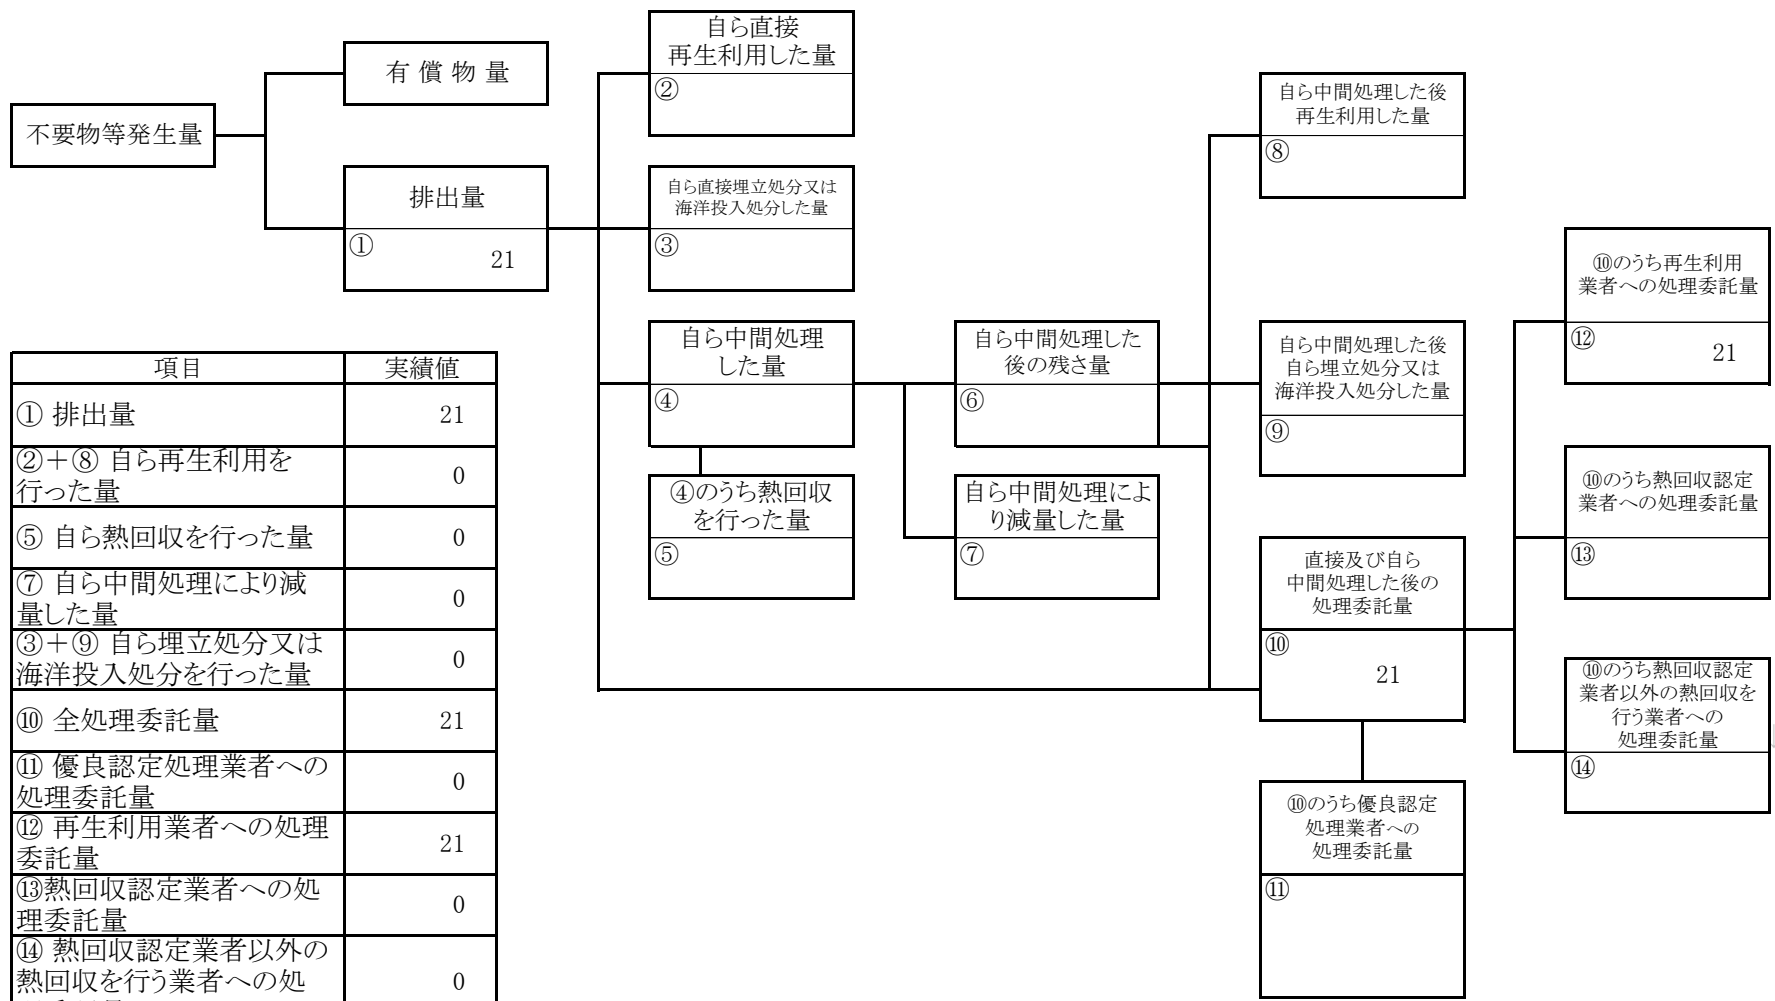 不要物等発生量
有 償 物 量
排出量
①
21
自ら直接
再生利用した量
②
自ら直接埋立処分又は
海洋投入処分した量
③
自ら中間処理
した量
④
④のうち熱回収
を行った量
⑤
自ら中間処理した
後の残さ量
⑥
自ら中間処理によ
り減量した量
⑦
自ら中間処理した後
再生利用した量
⑧
自ら中間処理した後
自ら埋立処分又は
海洋投入処分した量
⑨
直接及び自ら
中間処理した後の
処理委託量
⑩
21
⑩のうち優良認定
処理業者への
処理委託量
⑪
⑩のうち再生利用
業者への処理委託量
⑫
21
⑩のうち熱回収認定
業者への処理委託量
⑬
⑩のうち熱回収認定
業者以外の熱回収を
行う業者への
処理委託量
⑭
項目 実績値
① 排出量 21
②＋⑧ 自ら再生利用を
行った量 0
⑤ 自ら熱回収を行った量 0
⑦ 自ら中間処理により減
量した量 0
③＋⑨ 自ら埋立処分又は
海洋投入処分を行った量 0
⑩ 全処理委託量 21
⑪ 優良認定処理業者への
処理委託量 0
⑫ 再生利用業者への処理
委託量 21
⑬熱回収認定業者への処
理委託量 0
⑭ 熱回収認定業者以外の
熱回収を行う業者への処 0